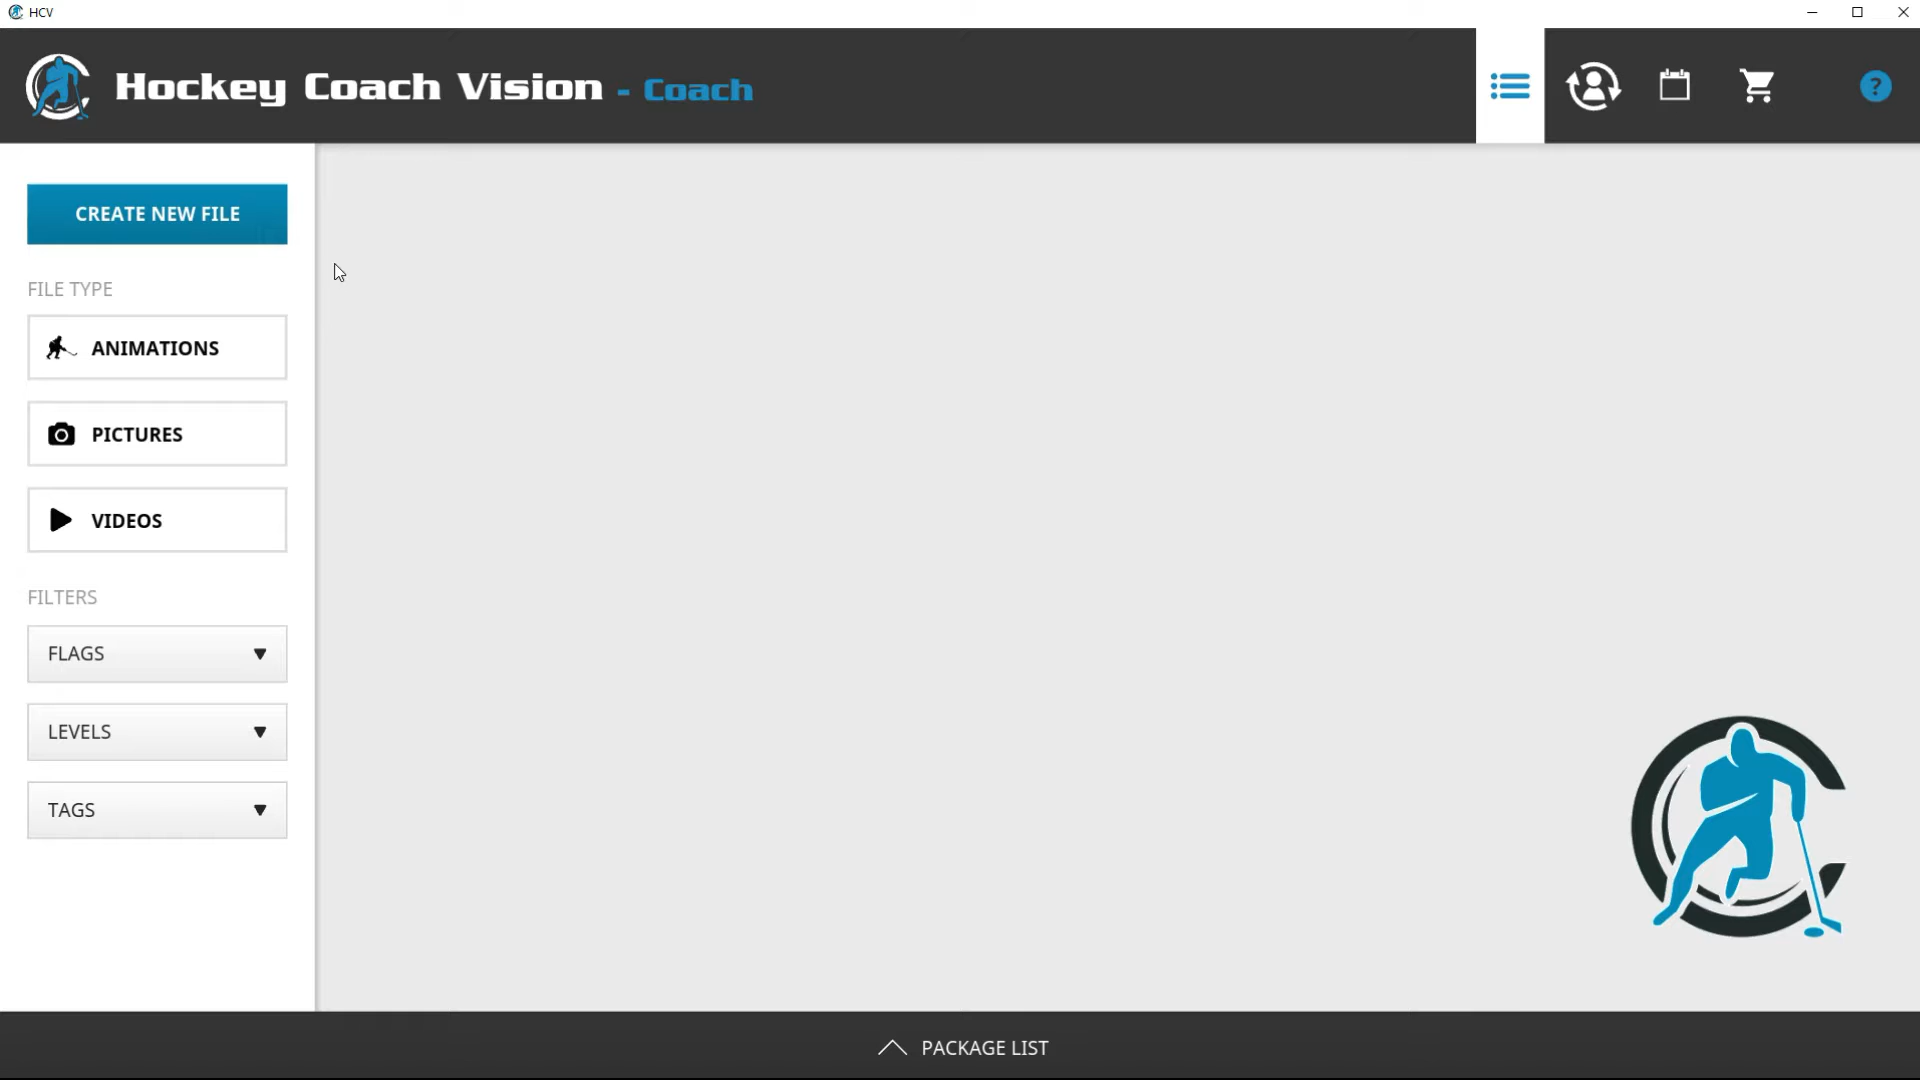 HCV
Hockey Coach Vision - Coach
?
CREATE NEW FILE
FILE TYPE
ANIMATIONS
PICTURES
VIDEOS
FILTERS
FLAGS
LEVELS
TAGS
PACKAGE LIST